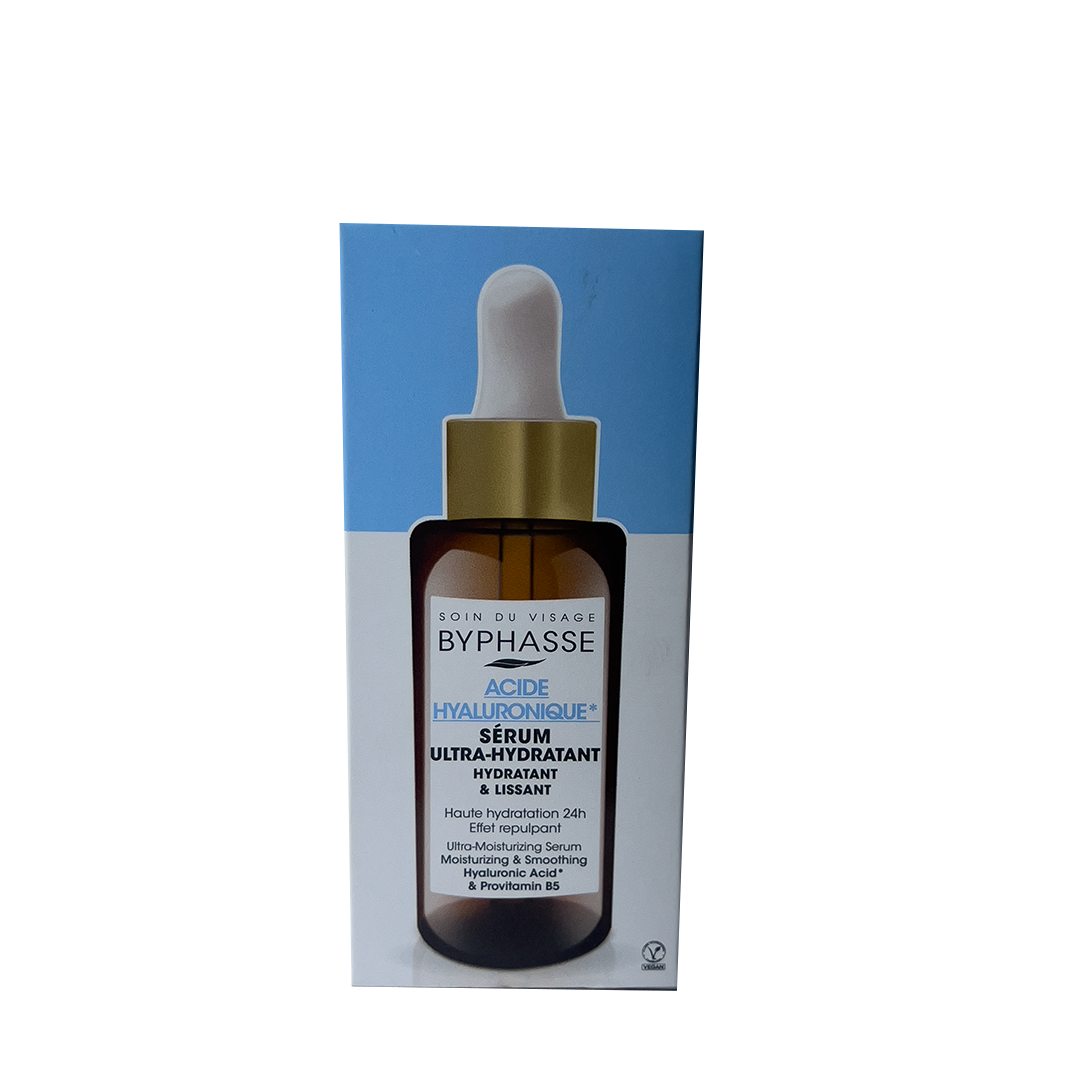 SOIN DU VISAGE
BYPHASSE
ACIDE
HYALURONIQUE*
SÉRUM
ULTRA-HYDRATANT
HYDRATANT
& LISSANT
Haute hydratation 24h
Effet repulpant
Ultra-Moisturizing Serum
Moisturizing & Smoothing
Hyaluronic Acid*
& Provitamin B5
VEGAN